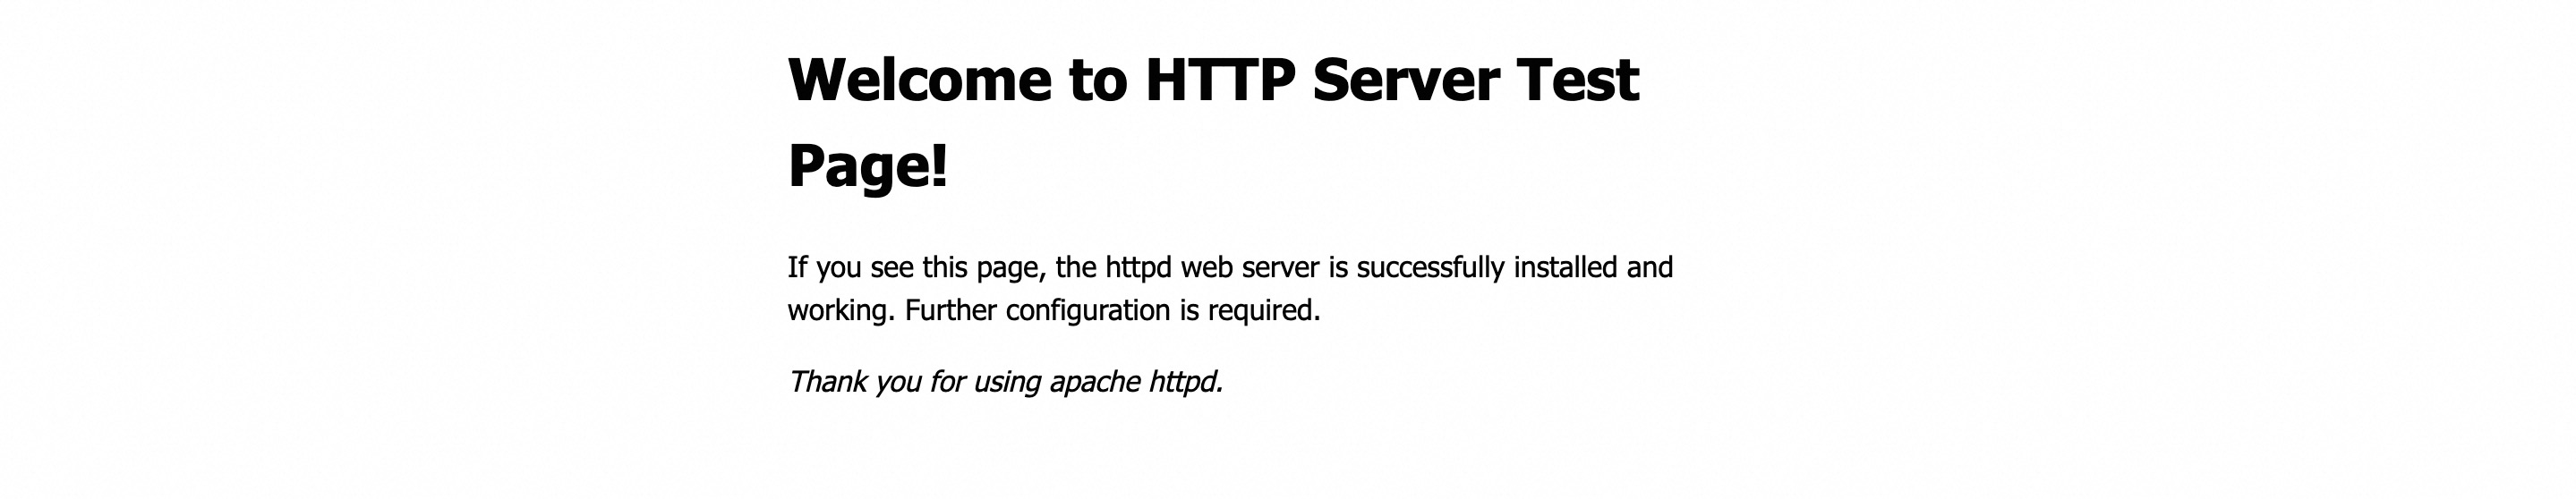 Welcome to HTTP Server Test
Page!
If you see this page, the httpd web server is successfully installed and
working. Further configuration is required.
Thank you for using apache httpd.